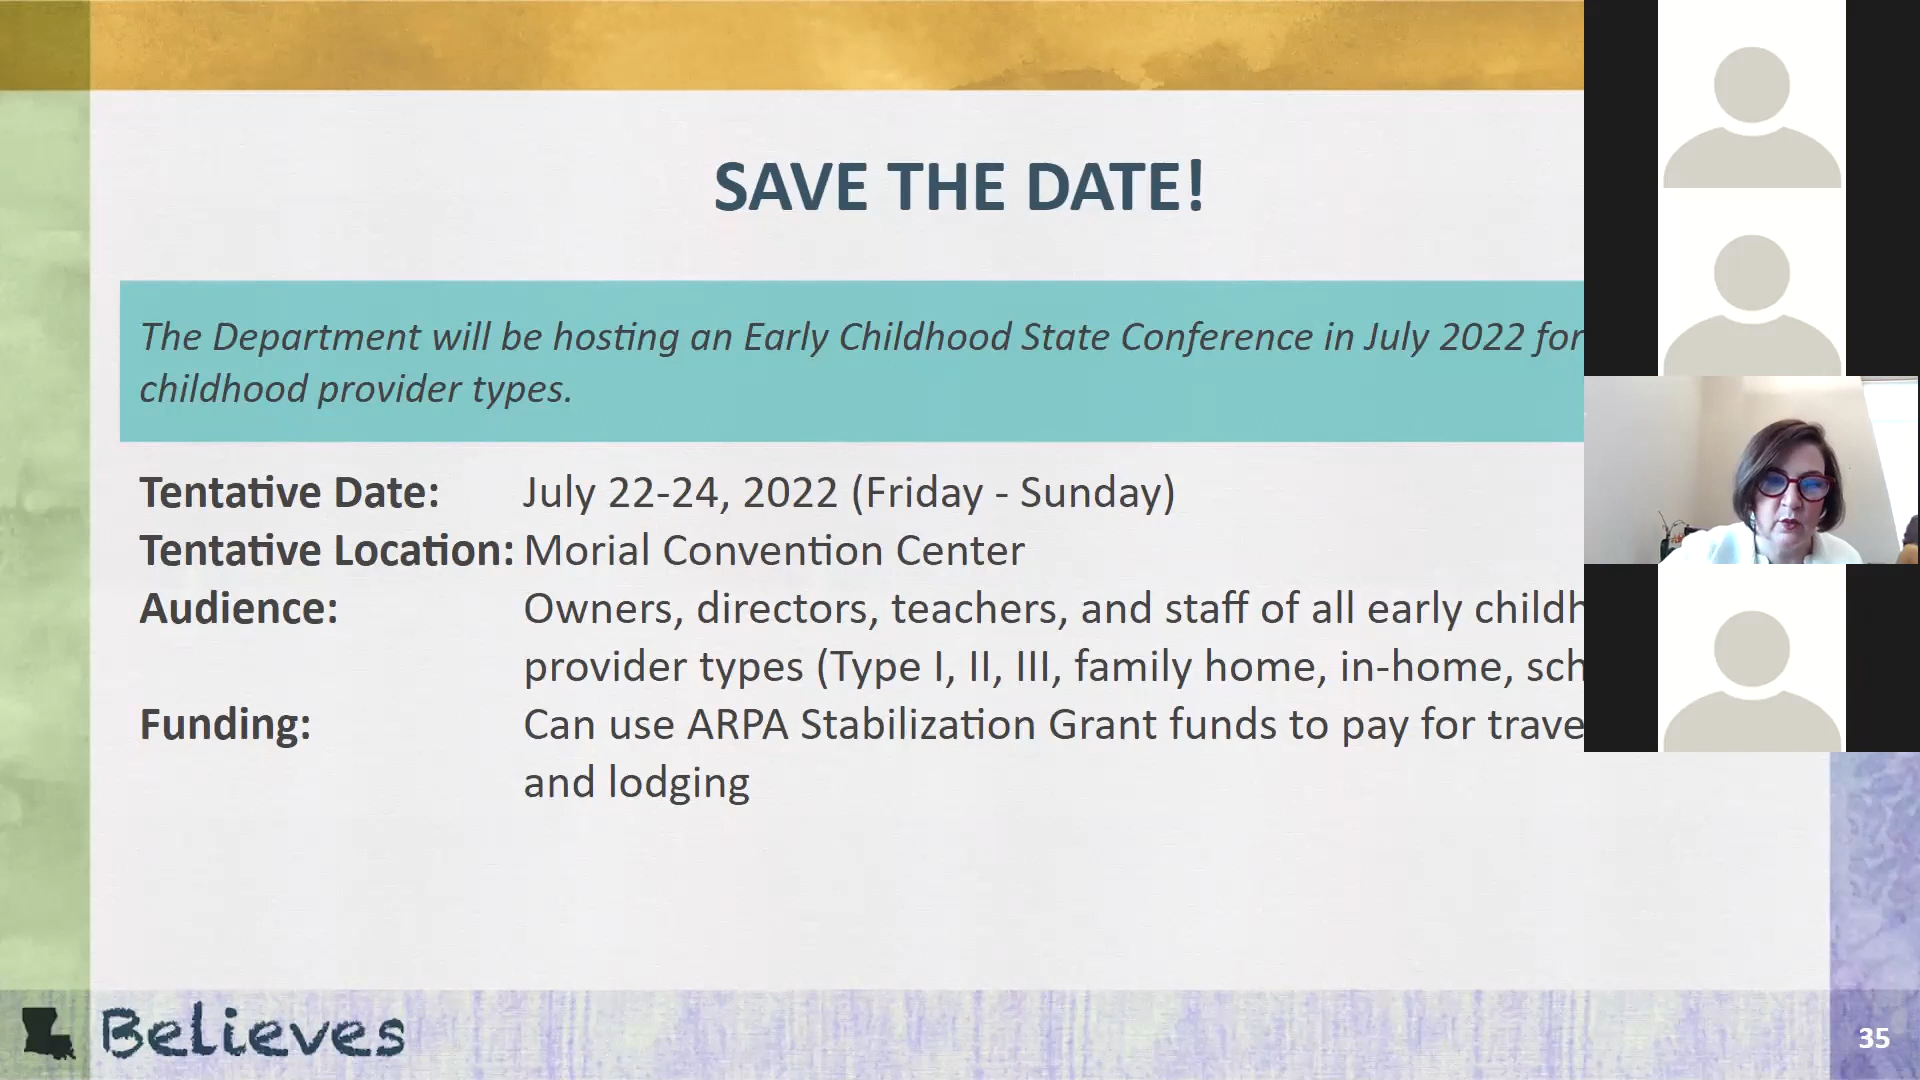 SAVE THE DATE!
The Department will be hosting an Early Childhood State Conference in July 2022 for
childhood provider types.
Tentative Date: July 22-24, 2022 (Friday - Sunday)
Tentative Location: Morial Convention Center
Audience: Owners, directors, teachers, and staff of all early
provider types (Type I, II, III, family home, in-home,
Funding: Can use ARPA Stabilization Grant funds to pay for
and lodging
Believes
35